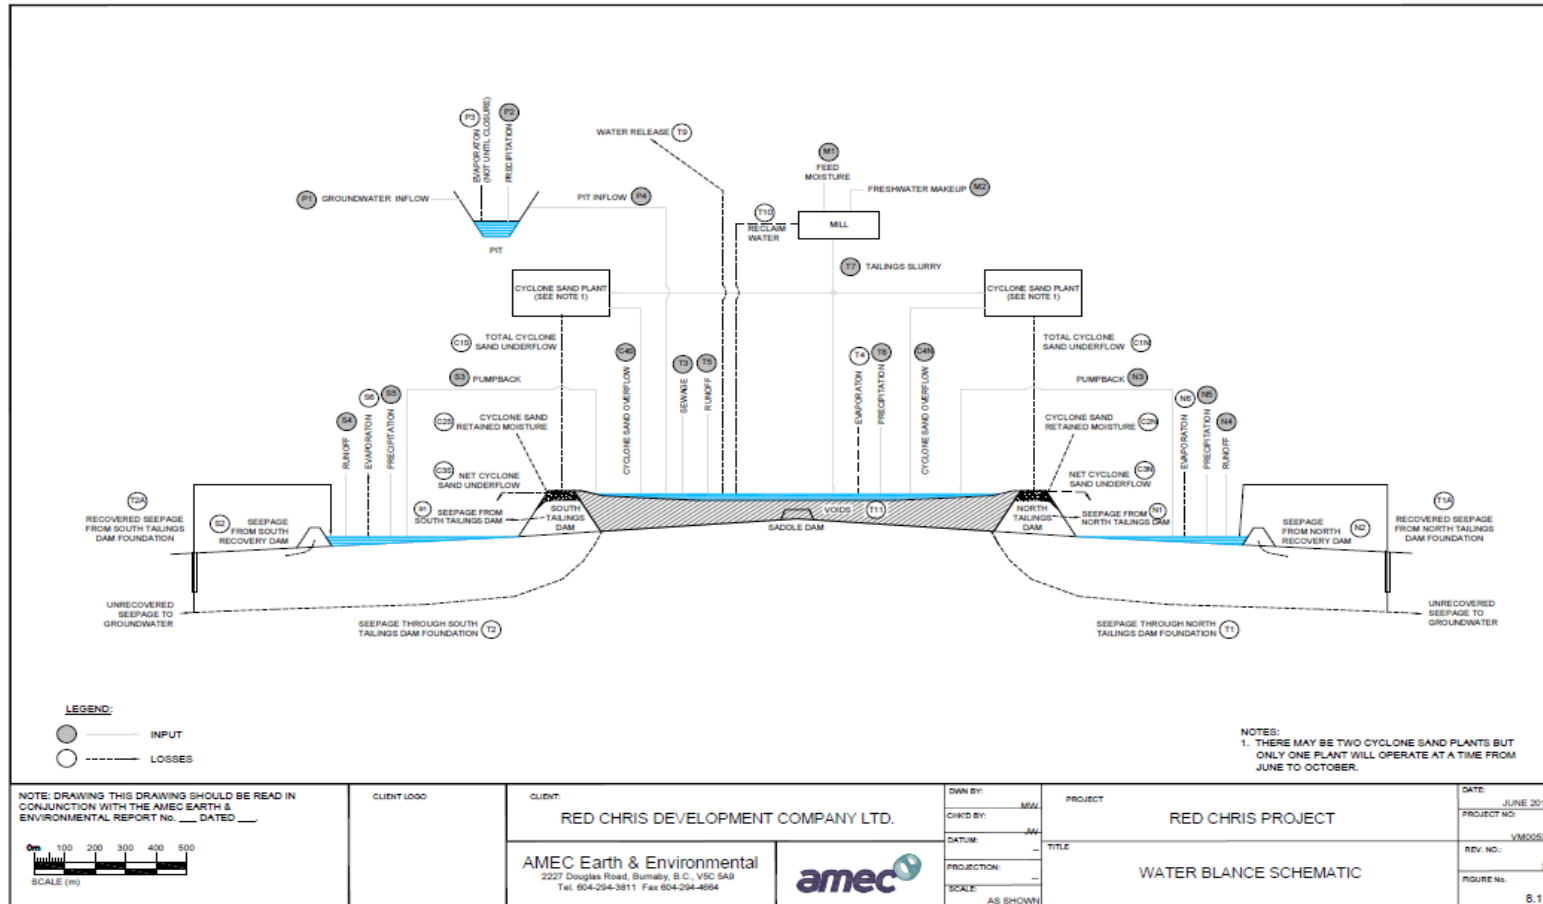 P3
EVAPORATON
(NOT UNTIL CLOSURE)
P2
PRECIPITATION
P1
GROUNDWATER INFLOW
PIT INFLOW
P4
PIT
WATER RELEASE
T9
M1
FEED
MOISTURE
FRESHWATER MAKEUP
M2
T10
RECLAIM
WATER
MILL
T7
TAILINGS SLURRY
CYCLONE SAND PLANT
(SEE NOTE 1)
CYCLONE SAND PLANT
(SEE NOTE 1)
C1S
TOTAL CYCLONE
SAND UNDERFLOW
TOTAL CYCLONE
SAND UNDERFLOW
C1N
S3
PUMPBACK
PUMPBACK
N3
C4S
CYCLONE SAND OVERFLOW
T3
SEWAGE
T5
RUNOFF
T4
EVAPORATON
T8
PRECIPITATION
C4N
CYCLONE SAND OVERFLOW
S4
RUNOFF
S6
EVAPORATON
S5
PRECIPITATION
N6
EVAPORATON
N5
PRECIPITATION
N4
RUNOFF
C2S
CYCLONE SAND
RETAINED MOISTURE
CYCLONE SAND
RETAINED MOISTURE
C2N
C3S
NET CYCLONE
SAND UNDERFLOW
NET CYCLONE
SAND UNDERFLOW
C3N
S1
SEEPAGE FROM
SOUTH TAILINGS DAM
SOUTH
TAILINGS
DAM
VOIDS
T11
SADDLE DAM
NORTH
TAILINGS
DAM
SEEPAGE FROM
NORTH TAILINGS DAM
N1
T2A
RECOVERED SEEPAGE
FROM SOUTH TAILINGS
DAM FOUNDATION
S2
SEEPAGE
FROM SOUTH
RECOVERY DAM
SEEPAGE
FROM NORTH
RECOVERY DAM
N2
T1A
RECOVERED SEEPAGE
FROM NORTH TAILINGS
DAM FOUNDATION
UNRECOVERED
SEEPAGE TO
GROUNDWATER
SEEPAGE THROUGH SOUTH
TAILINGS DAM FOUNDATION
T2
SEEPAGE THROUGH NORTH
TAILINGS DAM FOUNDATION
T1
UNRECOVERED
SEEPAGE TO
GROUNDWATER
LEGEND:
INPUT
LOSSES
NOTES:
1. THERE MAY BE TWO CYCLONE SAND PLANTS BUT
ONLY ONE PLANT WILL OPERATE AT A TIME FROM
JUNE TO OCTOBER.
NOTE: DRAWING THIS DRAWING SHOULD BE READ IN
CONJUNCTION WITH THE AMEC EARTH &
ENVIRONMENTAL REPORT No. ___ DATED ___.
0m 100 200 300 400 500
SCALE (m)
CLIENT LOGO
CLIENT:
RED CHRIS DEVELOPMENT COMPANY LTD.
AMEC Earth & Environmental
2227 Douglas Road, Burnaby, B.C., V5C 5A9
Tel. 604-294-3811 Fax 604-294-4664
amec
DWN BY:
MW
CHK'D BY:
JW
DATUM:
--
PROJECTION:
--
SCALE:
AS SHOWN
PROJECT
RED CHRIS PROJECT
TITLE
WATER BLANCE SCHEMATIC
DATE:
JUNE 201
PROJECT NO:
VM005
REV. NO.:
FIGURE No.
8.1